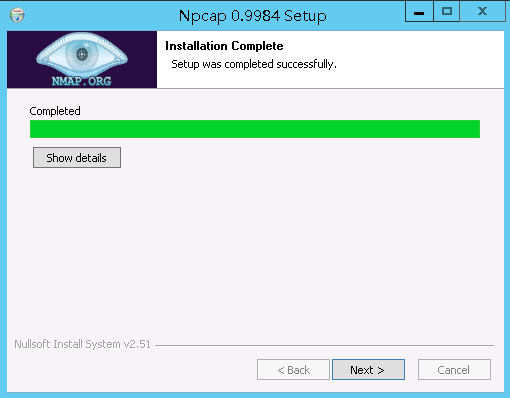 Npcap 0.9984 Setup
NMAP.ORG
Installation Complete
Setup was completed successfully.
Completed
Show details
Nullsoft Install System v2.51
< Back
Next >
Cancel